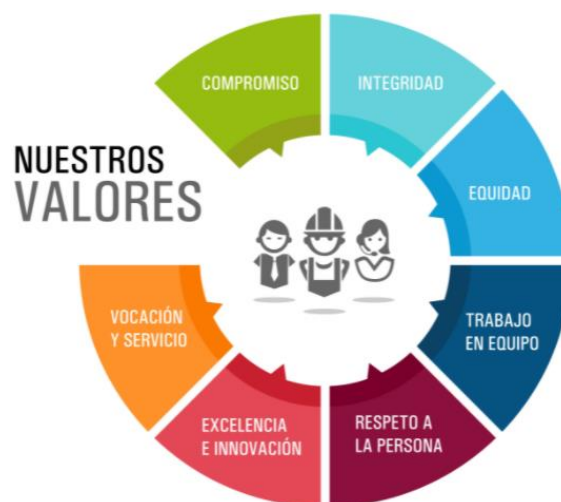 NUESTROS
VALORES
COMPROMISO
INTEGRIDAD
EQUIDAD
TRABAJO
EN EQUIPO
RESPETO A
LA PERSONA
EXCELENCIA
E INNOVACIÓN
VOCACIÓN
Y SERVICIO